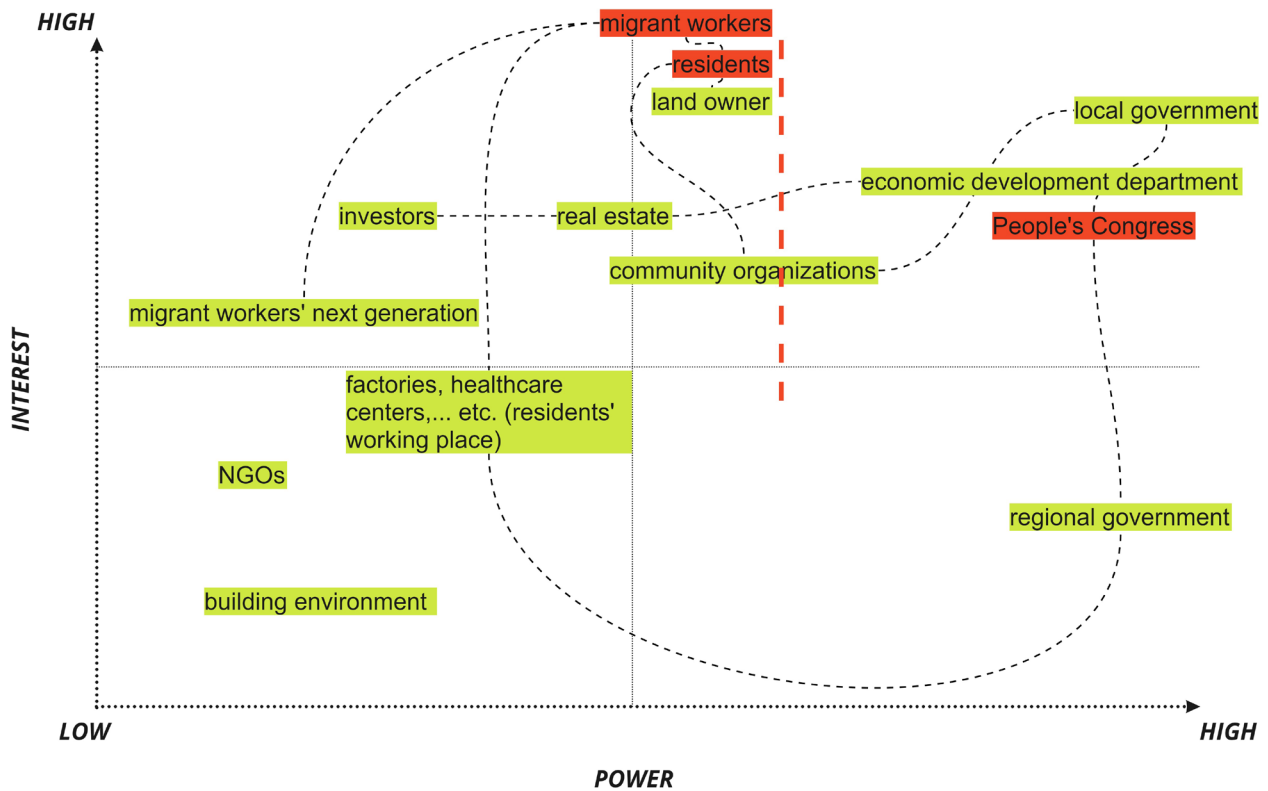 HIGH
migrant workers
residents
land owner
local government
economic development department
investors
real estate
People's Congress
community organizations
migrant workers' next generation
INTEREST
factories, healthcare
centers,... etc. (residents'
working place)
NGOs
regional government
building environment
LOW
HIGH
POWER